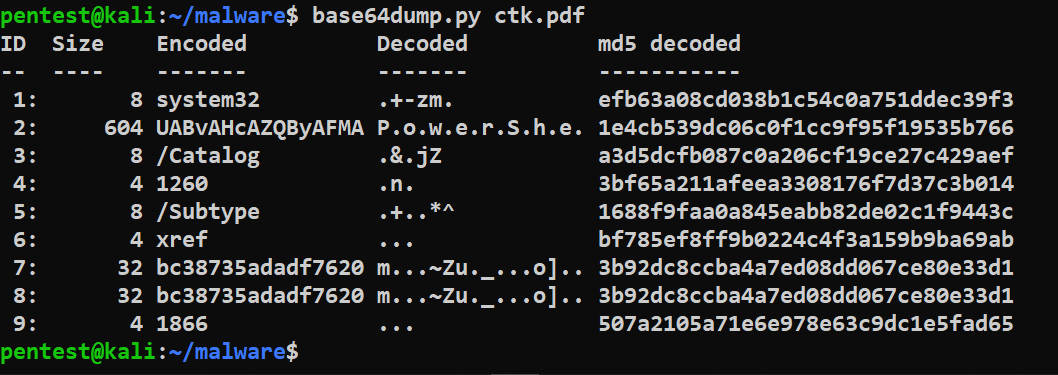 pentest@kali:~/malware$ base64dump.py ctk.pdf
ID  Size    Encoded          Decoded          md5 decoded
--  ----    -------          -------          -----------
 1:       8 system32         .+-zm.           efb63a08cd038b1c54c0a751ddec39f3
 2:     604 UABvAHcAZQByAFMA P.o.w.e.r.S.h.e. 1e4cb539dc06c0f1cc9f95f19535b766
 3:       8 /Catalog         .&.jZ            a3d5dcfb087c0a206cf19ce27c429aef
 4:       4 1260             .n.              3bf65a211afeea3308176f7d37c3b014
 5:       8 /Subtype         .+..*^           1688f9faa0a845eabb82de02c1f9443c
 6:       4 xref             ...              bf785ef8ff9b0224c4f3a159b9ba69ab
 7:      32 bc38735adadf7620 m...~Zu._...o].. 3b92dc8ccba4a7ed08dd067ce80e33d1
 8:      32 bc38735adadf7620 m...~Zu._...o].. 3b92dc8ccba4a7ed08dd067ce80e33d1
 9:       4 1866             ...              507a2105a71e6e978e63c9dc1e5fad65
pentest@kali:~/malware$